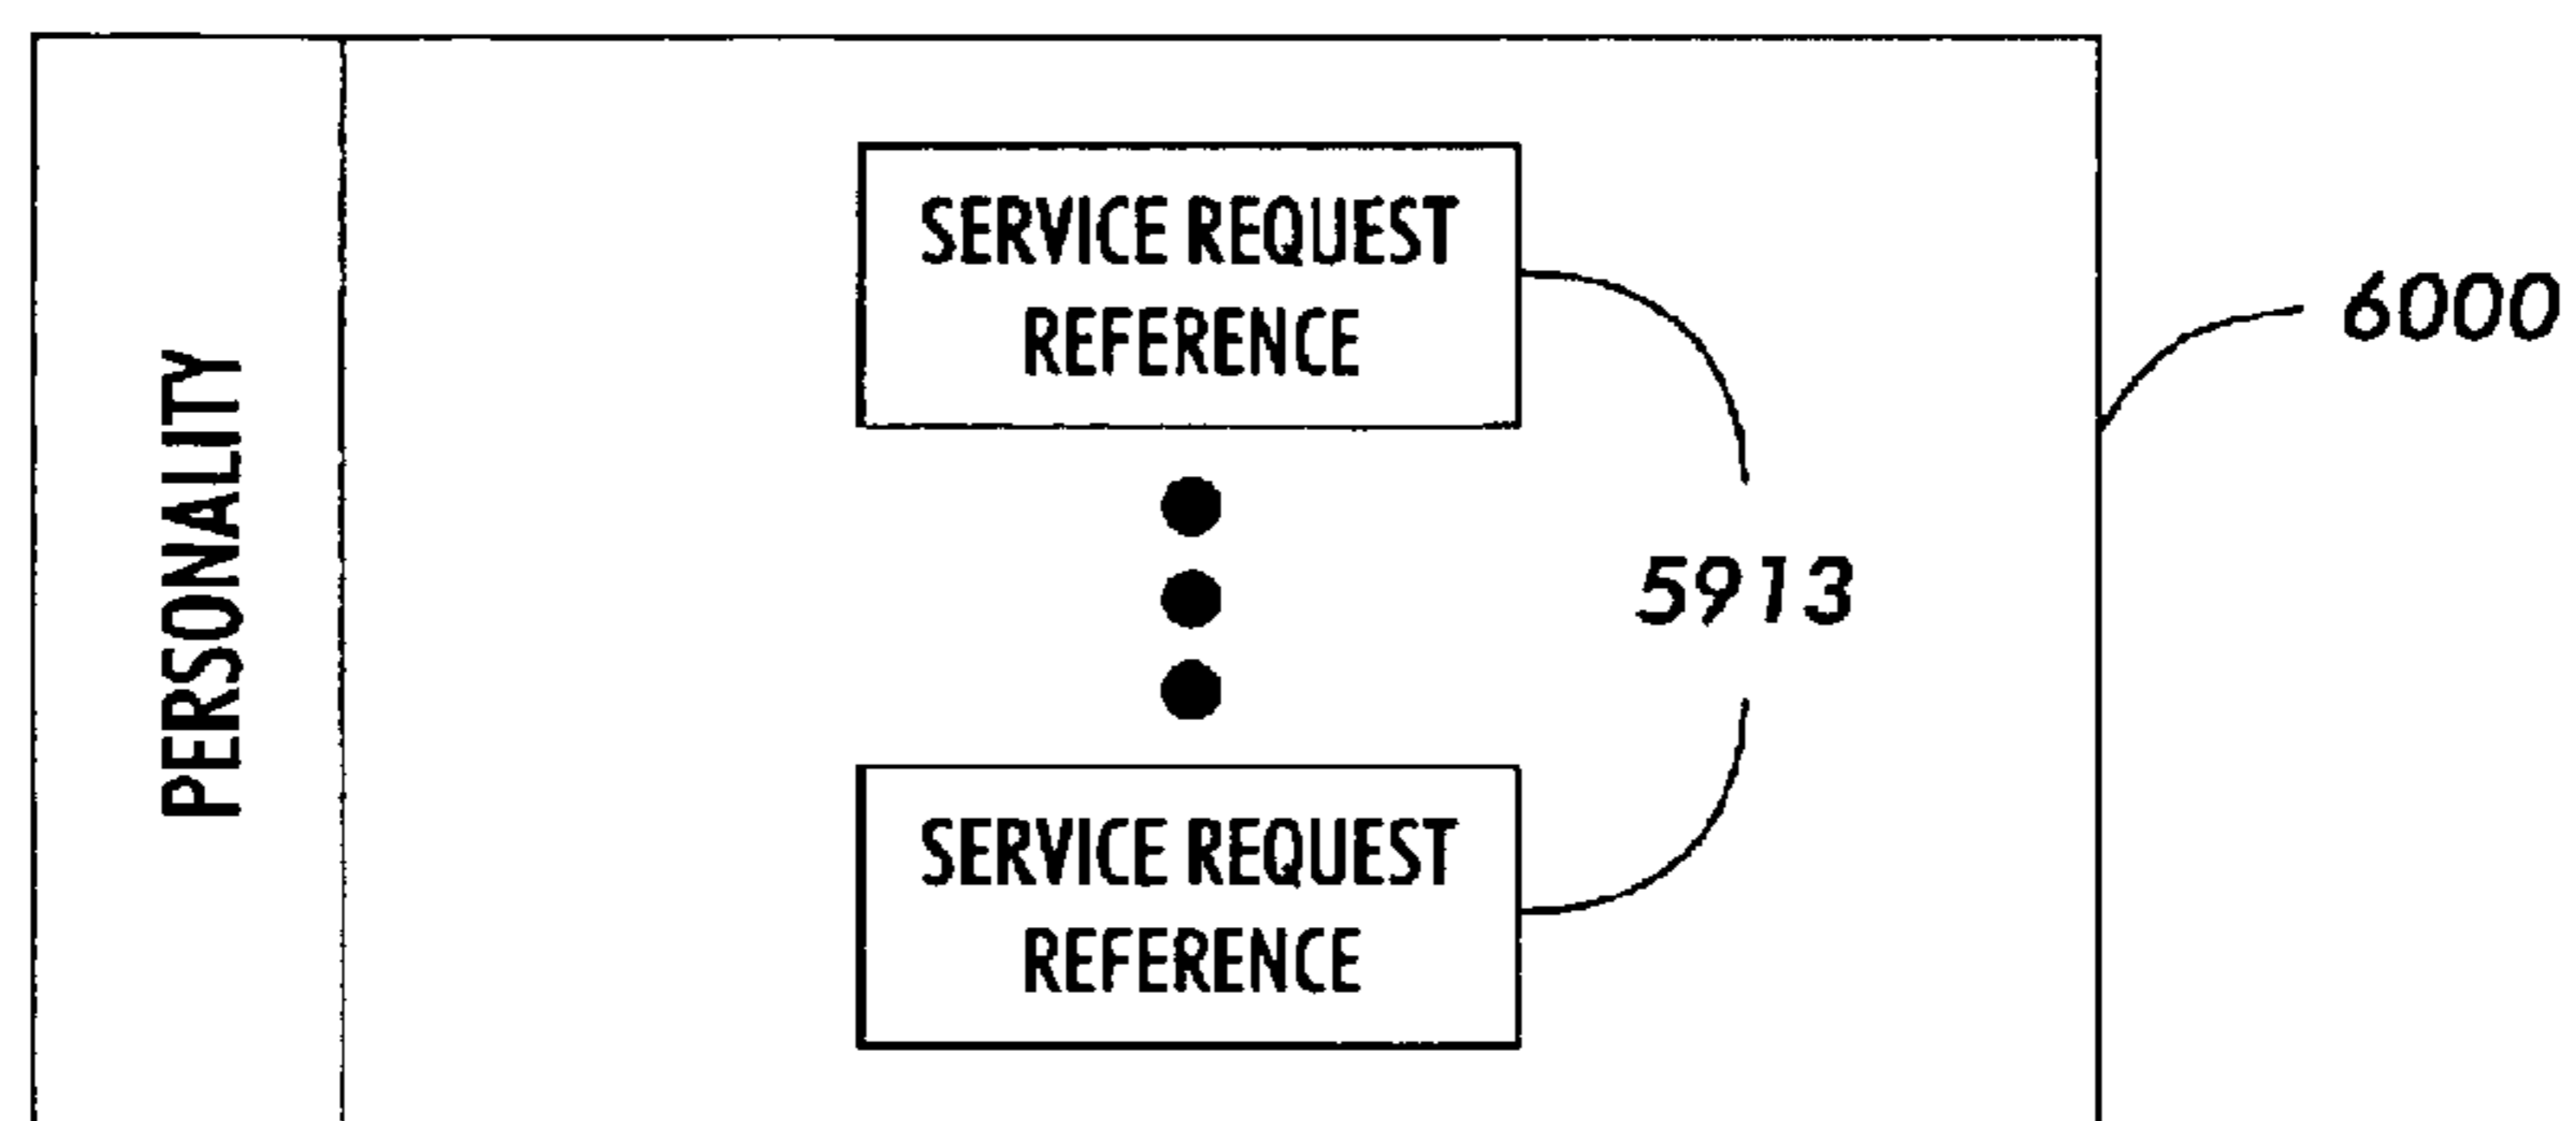 PERSONALITY
SERVICE REQUEST
REFERENCE
6000
5913
SERVICE REQUEST
REFERENCE